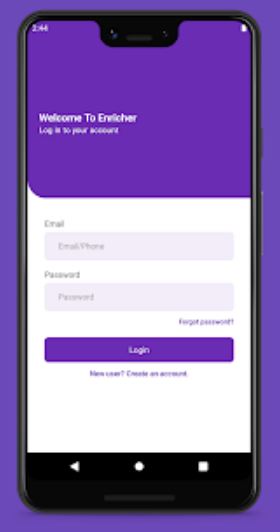 2:44
Welcome To Enricher
Log in to your account
Email
Email/Phone
Password
Password
Forgot password?
Login
New user? Create an account.